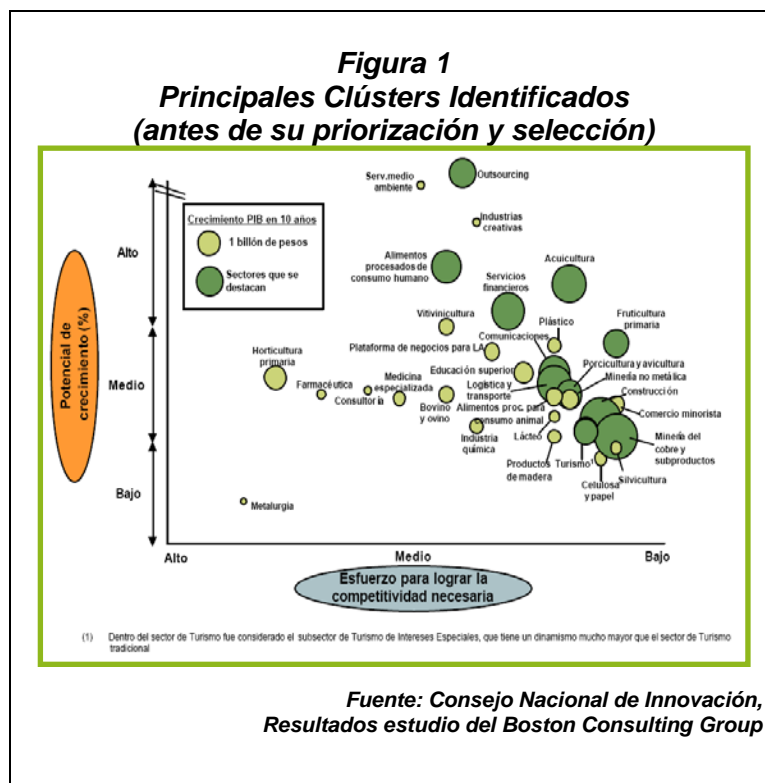 Figura 1
Principales Clústers Identificados
(antes de su priorización y selección)
Serv.medio
ambiente
Outsourcing
Crecimiento PIB en 10 años
1 billón de pesos
Sectores que se
destacan
Industrias
creativas
Alto
Alimentos
procesados de
consumo humano
Acuicultura
Servicios
financieros
Potencial de
crecimiento (%)
Vitivinicultura
Plástico
Fruticultura
primaria
Comunicaciones
Plataforma de negocios para LA
Horticultura
primaria
Educación superior
Porcicultura y avicultura
Medio
Medicina
especializada
Minería no metálica
Farmacéutica
Logística y
transporte
Construcción
Consultoría
Bovino
y ovino
Alimentos proc. para
consumo animal
Comercio minorista
Industria
química
Lácteo
Minería del
cobre y
subproductos
Productos
de madera
Turismo¹
Celulosa
y papel
Silvicultura
Bajo
Metalurgia
Alto
Medio
Bajo
Esfuerzo para lograr la
competitividad necesaria
(1) Dentro del sector de Turismo fue considerado el subsector de Turismo de Intereses Especiales, que tiene un dinamismo mucho mayor que el sector de Turismo
tradicional
Fuente: Consejo Nacional de Innovación,
Resultados estudio del Boston Consulting Group